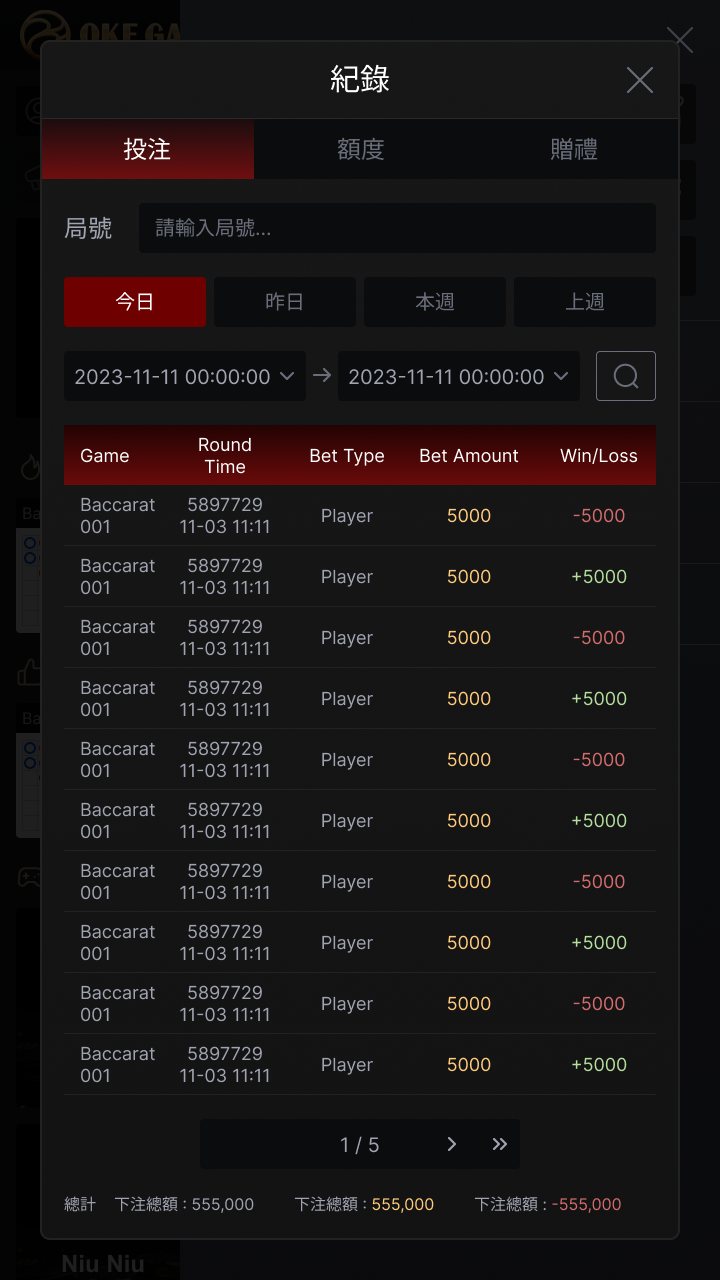 OKE GA
紀錄
投注 額度 贈禮
局號 請輸入局號...
今日 昨日 本週 上週
2023-11-11 00:00:00 2023-11-11 00:00:00
Game Round Time Bet Type Bet Amount Win/Loss
Baccarat 001 5897729 11-03 11:11 Player 5000 -5000
Baccarat 001 5897729 11-03 11:11 Player 5000 +5000
Baccarat 001 5897729 11-03 11:11 Player 5000 -5000
Baccarat 001 5897729 11-03 11:11 Player 5000 +5000
Baccarat 001 5897729 11-03 11:11 Player 5000 -5000
Baccarat 001 5897729 11-03 11:11 Player 5000 +5000
Baccarat 001 5897729 11-03 11:11 Player 5000 -5000
Baccarat 001 5897729 11-03 11:11 Player 5000 +5000
Baccarat 001 5897729 11-03 11:11 Player 5000 -5000
Baccarat 001 5897729 11-03 11:11 Player 5000 +5000
Ba
Ba
1 / 5
總計 下注總額 : 555,000 下注總額 : 555,000 下注總額 : -555,000
Niu Niu